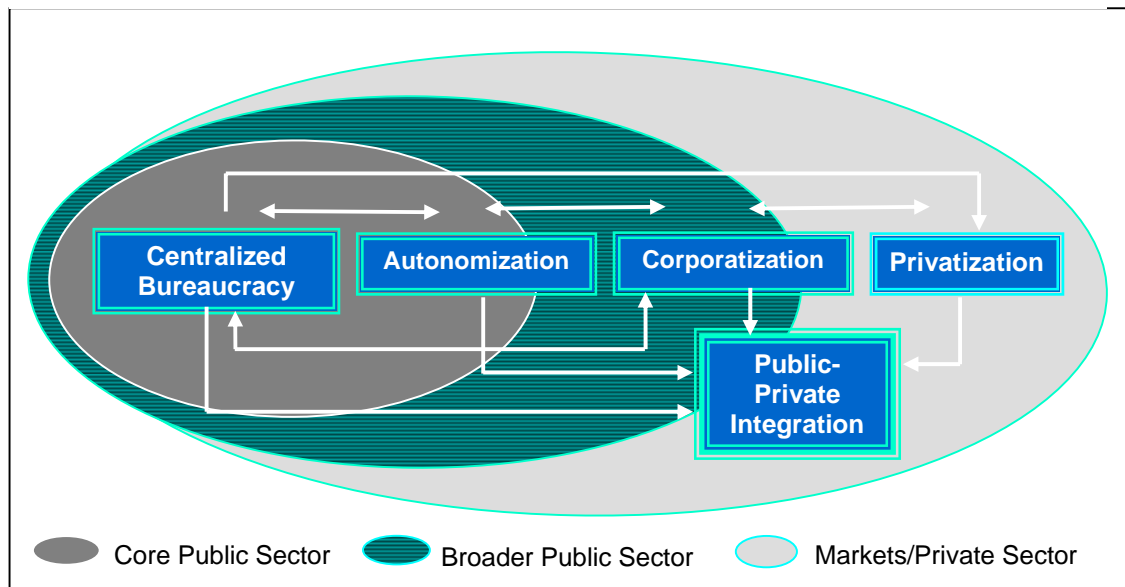 Centralized
Bureaucracy
Autonomization
Corporatization
Privatization
Public-
Private
Integration
Core Public Sector
Broader Public Sector
Markets/Private Sector